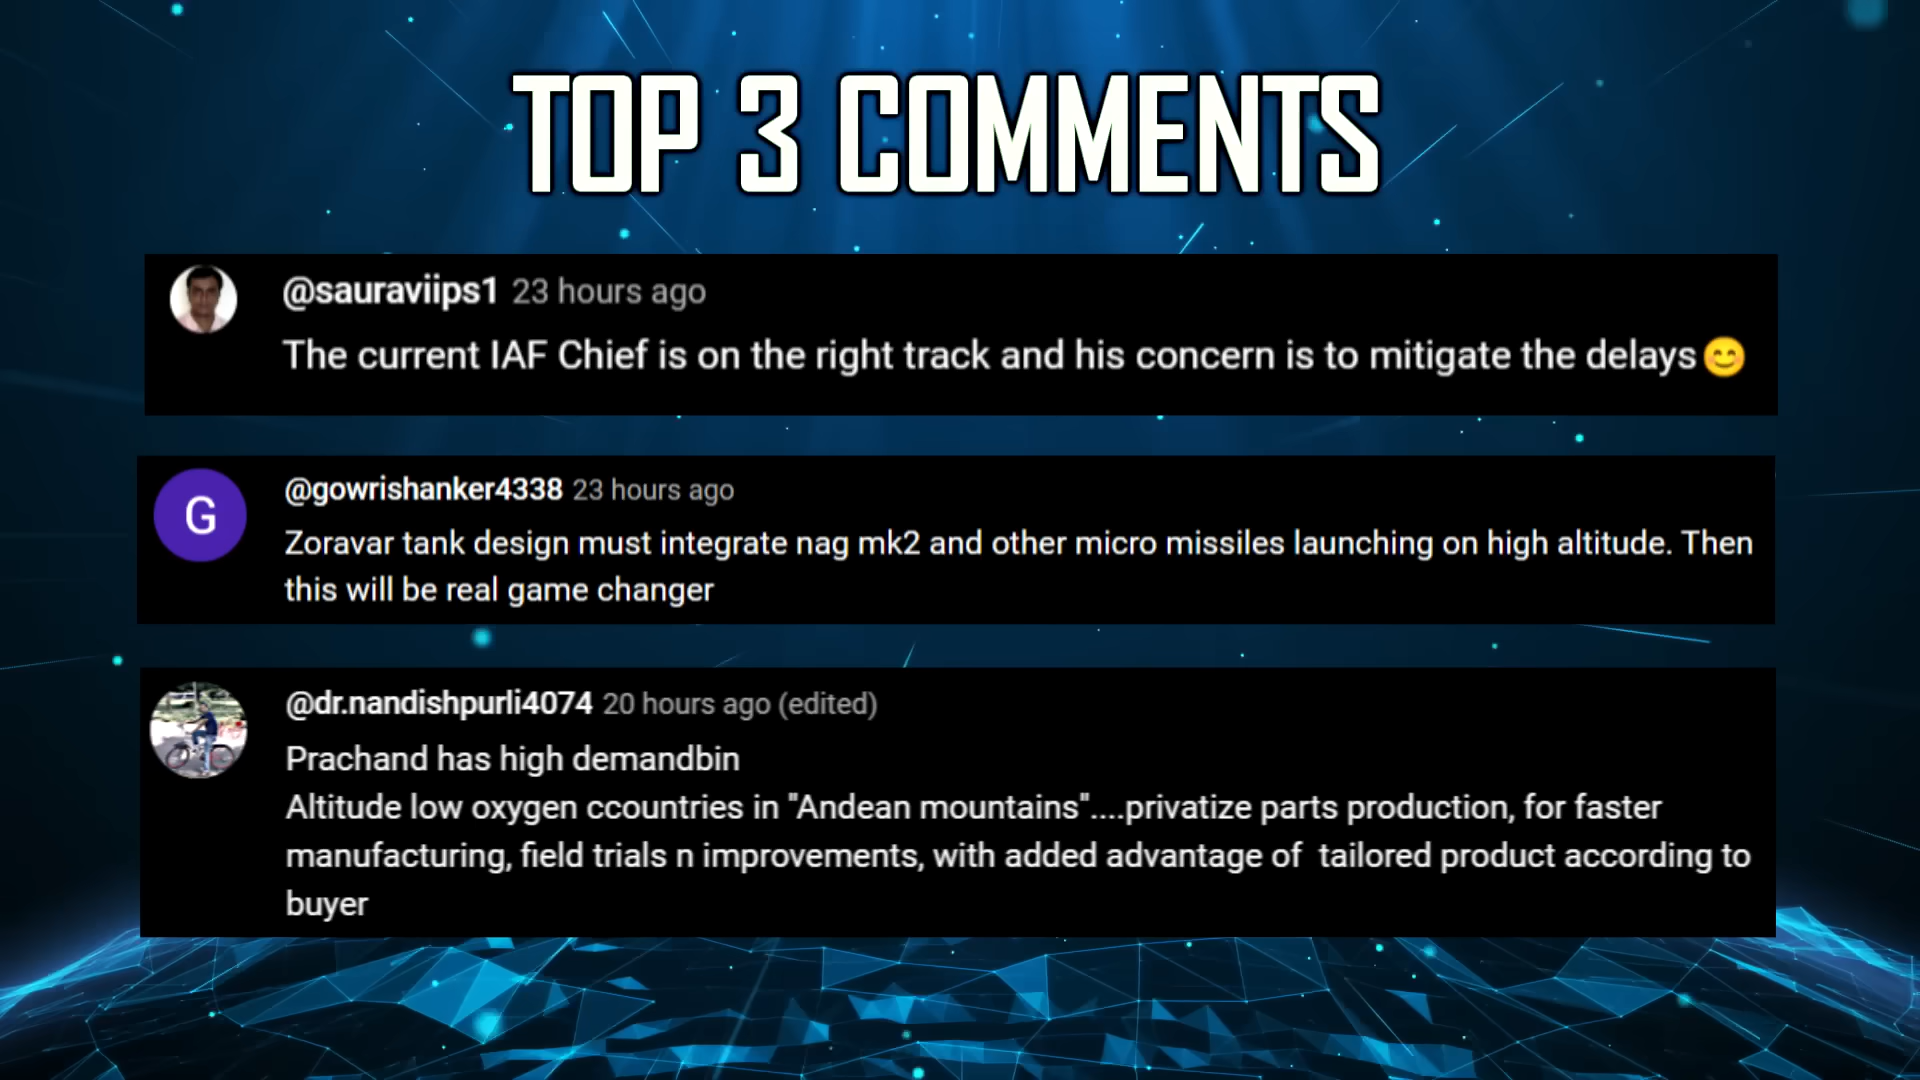 TOP 3 COMMENTS
@sauraviips1 23 hours ago
The current IAF Chief is on the right track and his concern is to mitigate the delays😊
G
@gowrishanker4338 23 hours ago
Zoravar tank design must integrate nag mk2 and other micro missiles launching on high altitude. Then
this will be real game changer
@dr.nandishpurli4074 20 hours ago (edited)
Prachand has high demandbin
Altitude low oxygen ccountries in "Andean mountains"....privatize parts production, for faster
manufacturing, field trials n improvements, with added advantage of  tailored product according to
buyer